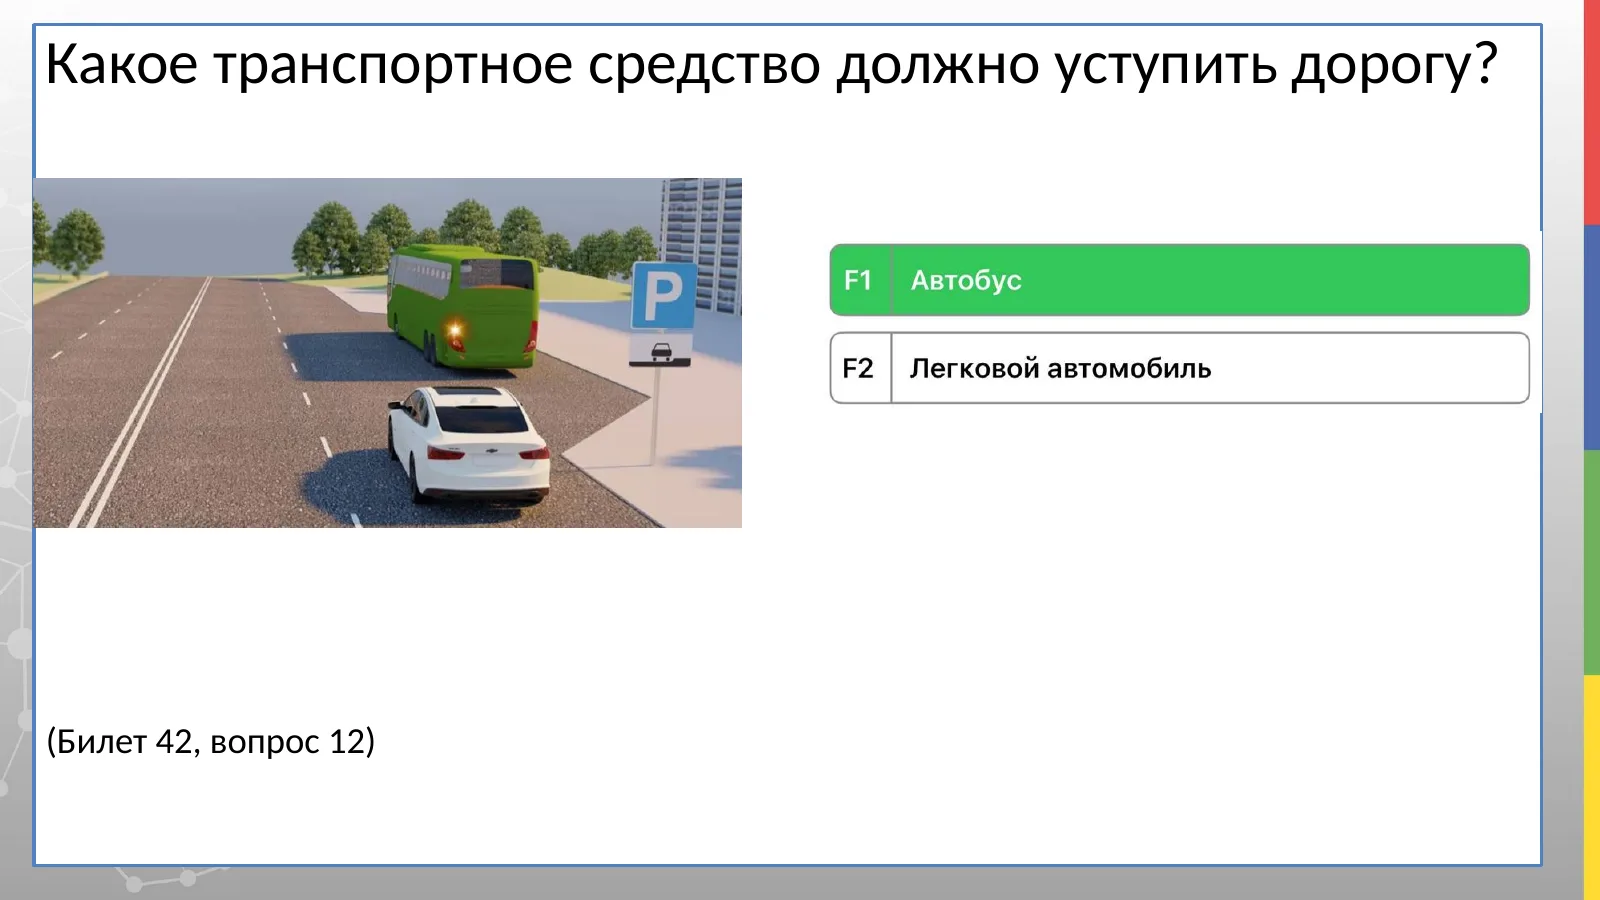 Какое транспортное средство должно уступить дорогу?
P
F1 Автобус
F2 Легковой автомобиль
(Билет 42, вопрос 12)